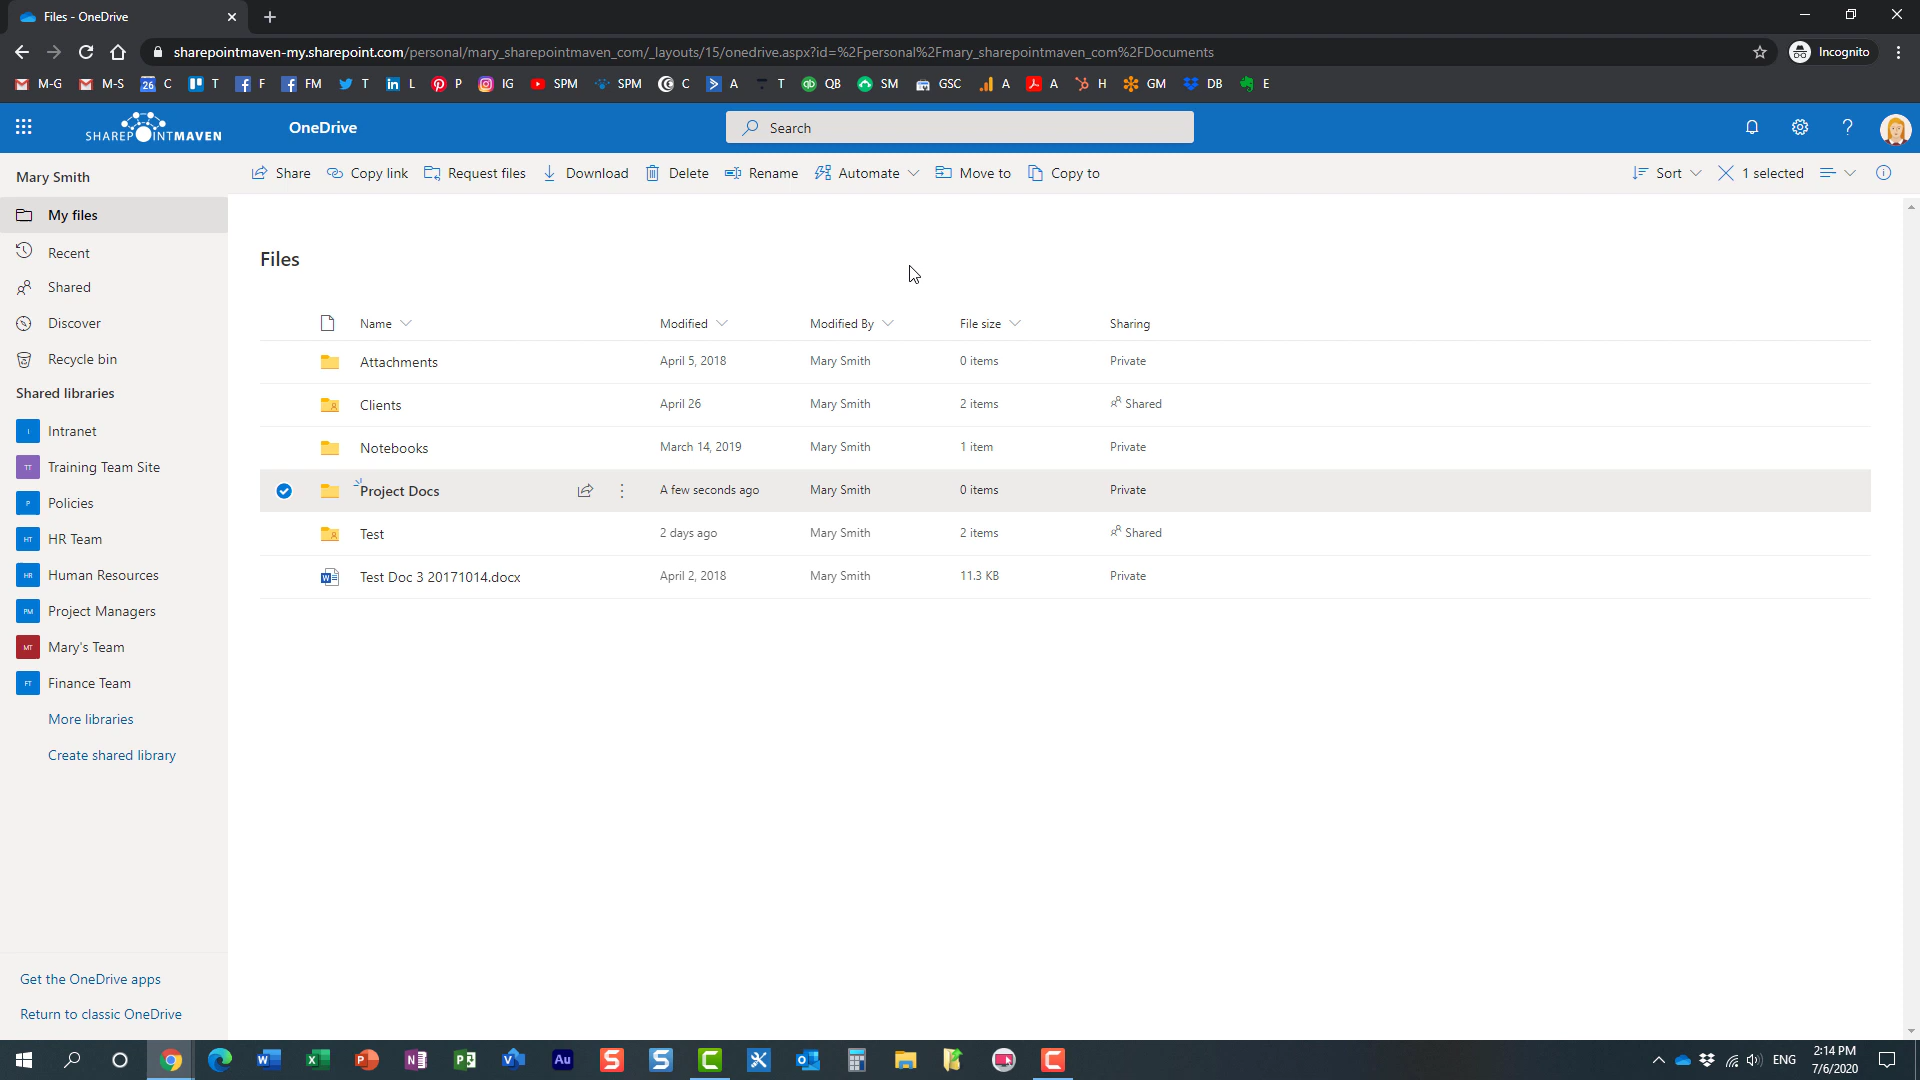 Files - OneDrive
sharepointmaven-my.sharepoint.com/personal/mary_sharepointmaven_com/_layouts/15/onedrive.aspx?id=%2Fpersonal%2Fmary_sharepointmaven_com%2FDocuments
Incognito
M-G M-S 26 C T F FM T L P IG SPM SPM C A T QB SM GSC A A H GM DB E
SHAREPOINTMAVEN OneDrive Search
Mary Smith Share Copy link Request files Download Delete Rename Automate Move to Copy to Sort 1 selected
My files
Recent
Shared
Discover
Recycle bin
Shared libraries
I Intranet
TT Training Team Site
P Policies
HT HR Team
HR Human Resources
PM Project Managers
MT Mary's Team
FT Finance Team
More libraries
Create shared library
Get the OneDrive apps
Return to classic OneDrive
Files
Name Modified Modified By File size Sharing
Attachments April 5, 2018 Mary Smith 0 items Private
Clients April 26 Mary Smith 2 items Shared
Notebooks March 14, 2019 Mary Smith 1 item Private
Project Docs A few seconds ago Mary Smith 0 items Private
Test 2 days ago Mary Smith 2 items Shared
Test Doc 3 20171014.docx April 2, 2018 Mary Smith 11.3 KB Private
ENG
2:14 PM
7/6/2020